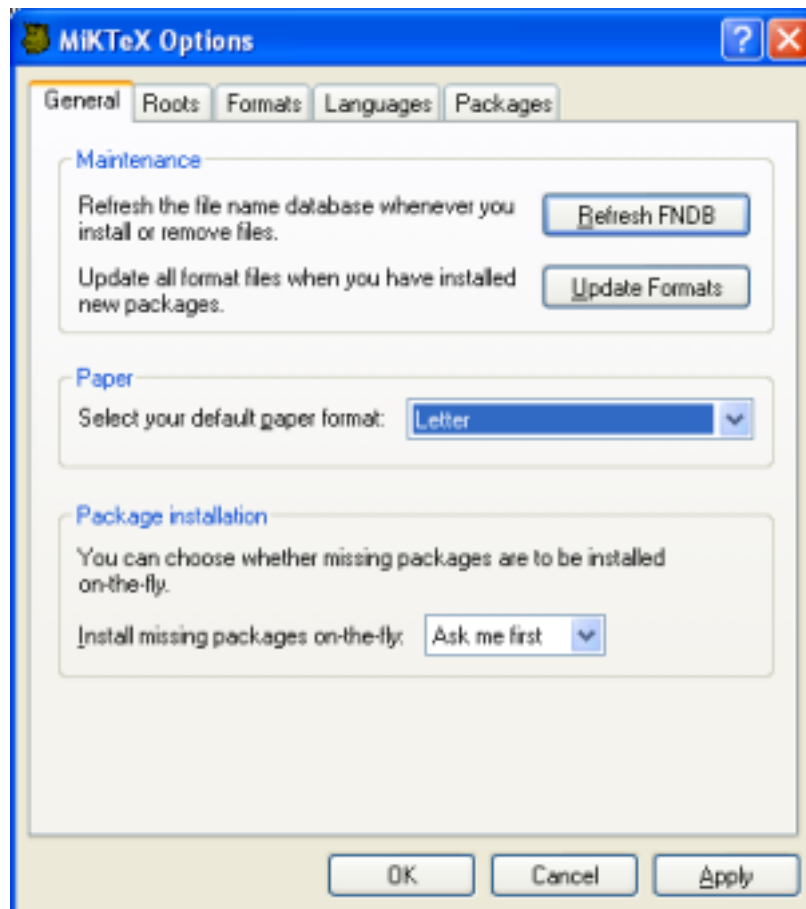 MiKTeX Options
General Roots Formats Languages Packages
Maintenance
Refresh the file name database whenever you
install or remove files.
Refresh FNDB
Update all format files when you have installed
new packages.
Update Formats
Paper
Select your default paper format: Letter
Package installation
You can choose whether missing packages are to be installed
on-the-fly.
Install missing packages on-the-fly: Ask me first
OK Cancel Apply